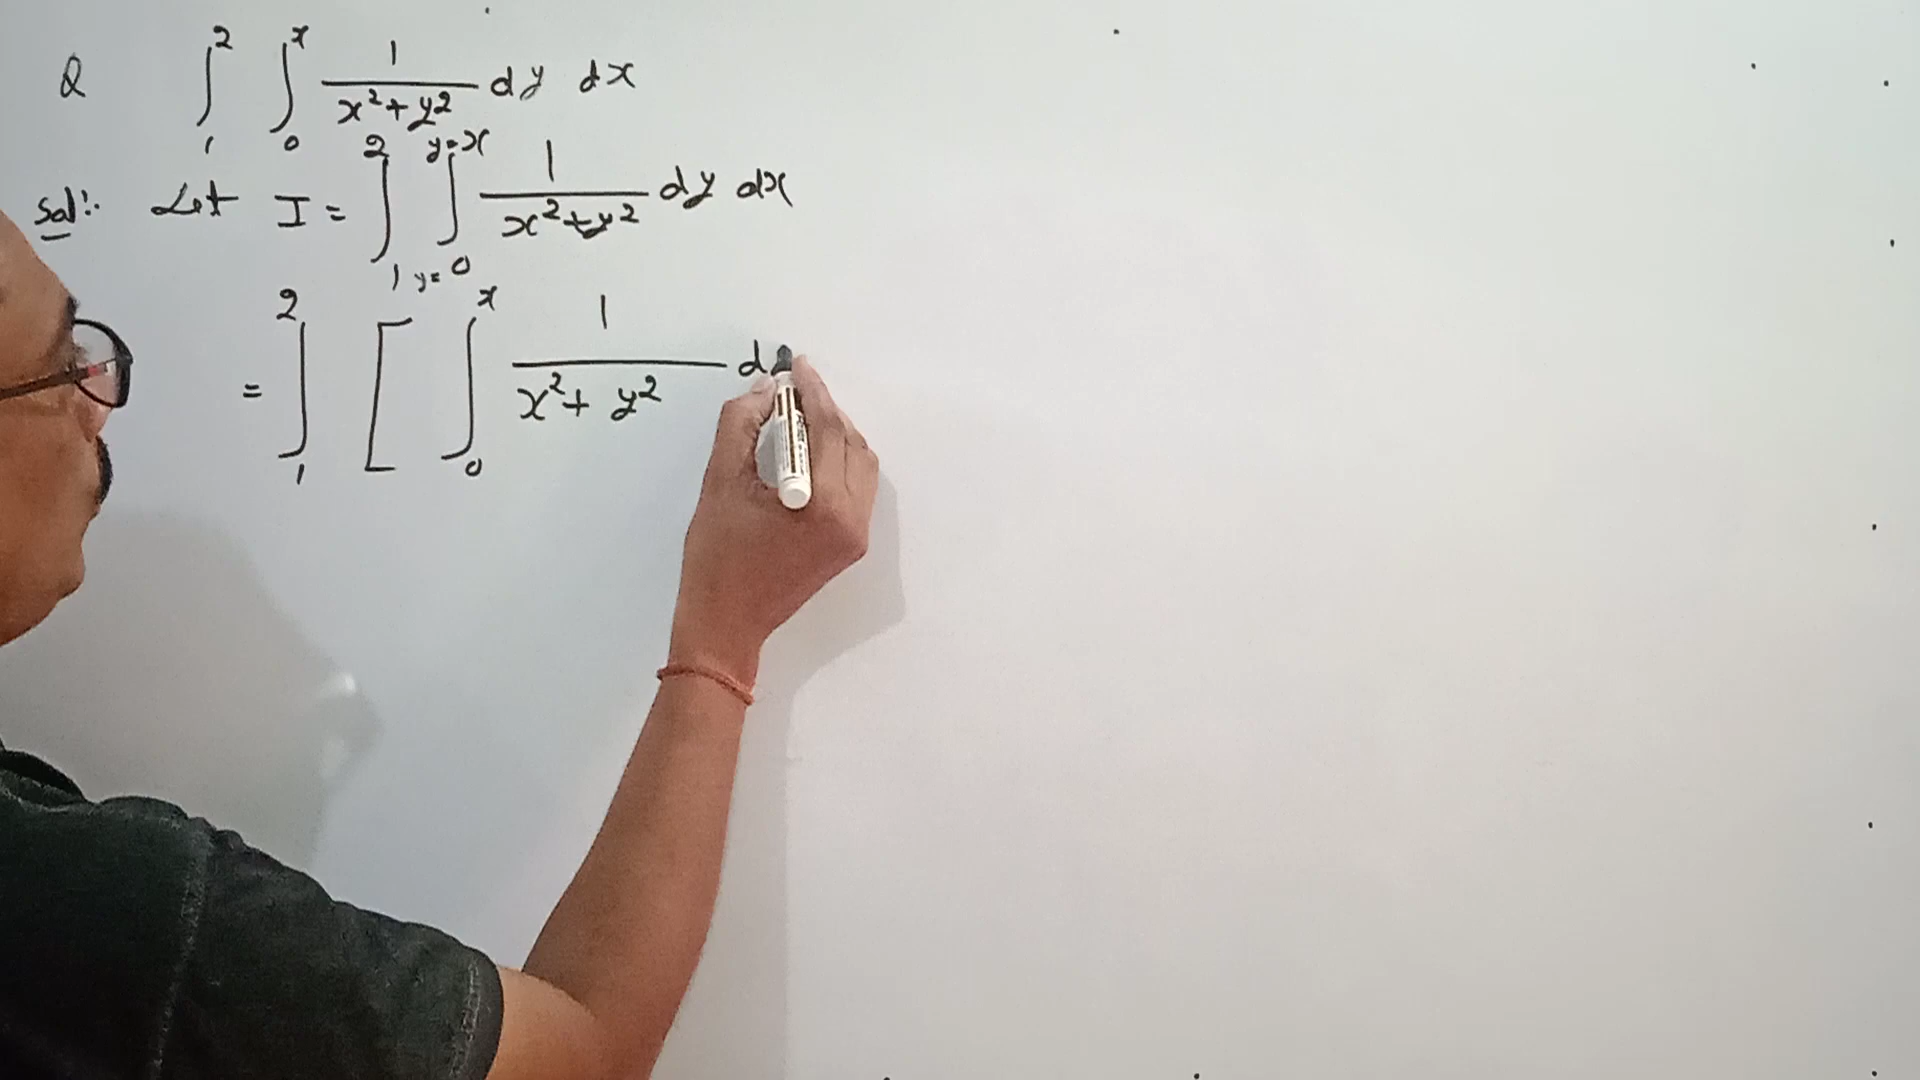 Q ∫₁² ∫₀ˣ 1/(x²+y²) dy dx
Sol:- Let I = ∫₁² ∫_{y=0}^{y=x} 1/(x²+y²) dy dx
= ∫₁² [ ∫₀ˣ 1/(x²+ y²) d